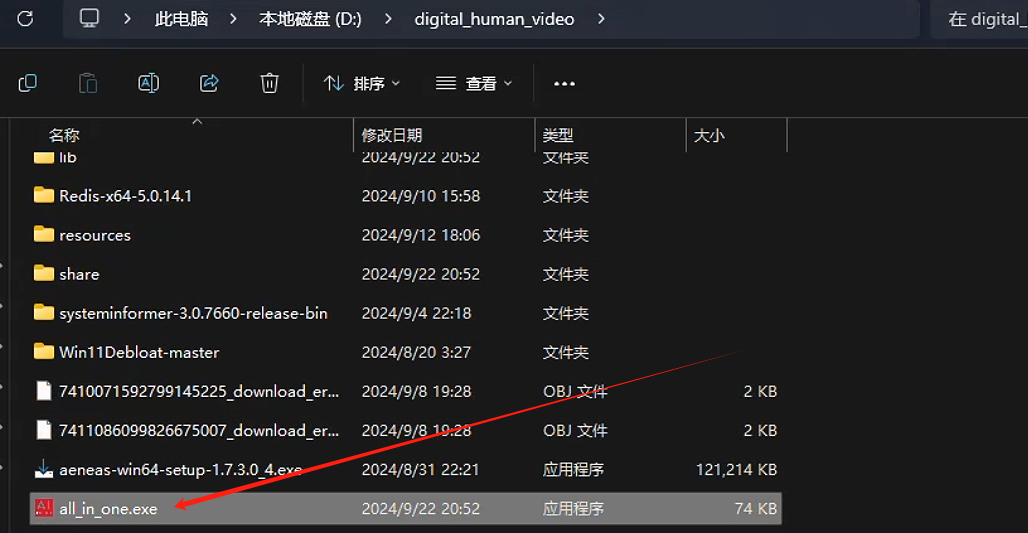 此电脑 本地磁盘 (D:) digital_human_video 在 digital_
排序 查看
名称 修改日期 类型 大小
lib 2024/9/22 20:52 文件夹
Redis-x64-5.0.14.1 2024/9/10 15:58 文件夹
resources 2024/9/12 18:06 文件夹
share 2024/9/22 20:52 文件夹
systeminformer-3.0.7660-release-bin 2024/9/4 22:18 文件夹
Win11Debloat-master 2024/8/20 3:27 文件夹
7410071592799145225_download_er... 2024/9/8 19:28 OBJ 文件 2 KB
7411086099826675007_download_er... 2024/9/8 19:28 OBJ 文件 2 KB
aeneas-win64-setup-1.7.3.0_4.exe 2024/8/31 22:21 应用程序 121,214 KB
all_in_one.exe 2024/9/22 20:52 应用程序 74 KB